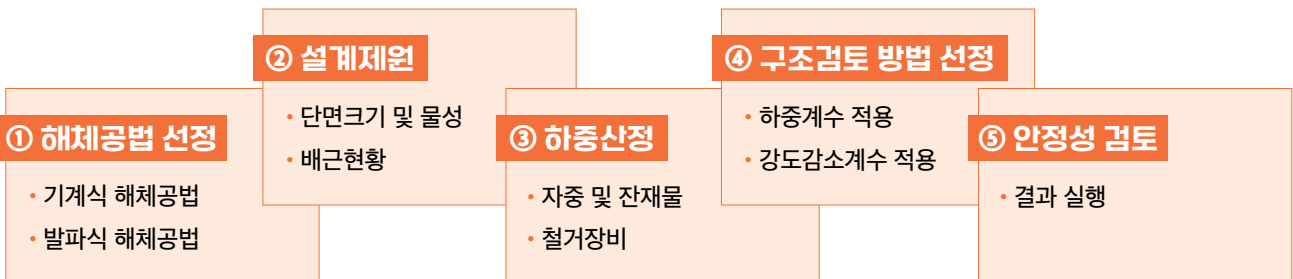 ① 해체공법 선정
• 기계식 해체공법
• 발파식 해체공법
② 설계제원
• 단면크기 및 물성
• 배근현황
③ 하중산정
• 자중 및 잔재물
• 철거장비
④ 구조검토 방법 선정
• 하중계수 적용
• 강도감소계수 적용
⑤ 안정성 검토
• 결과 실행